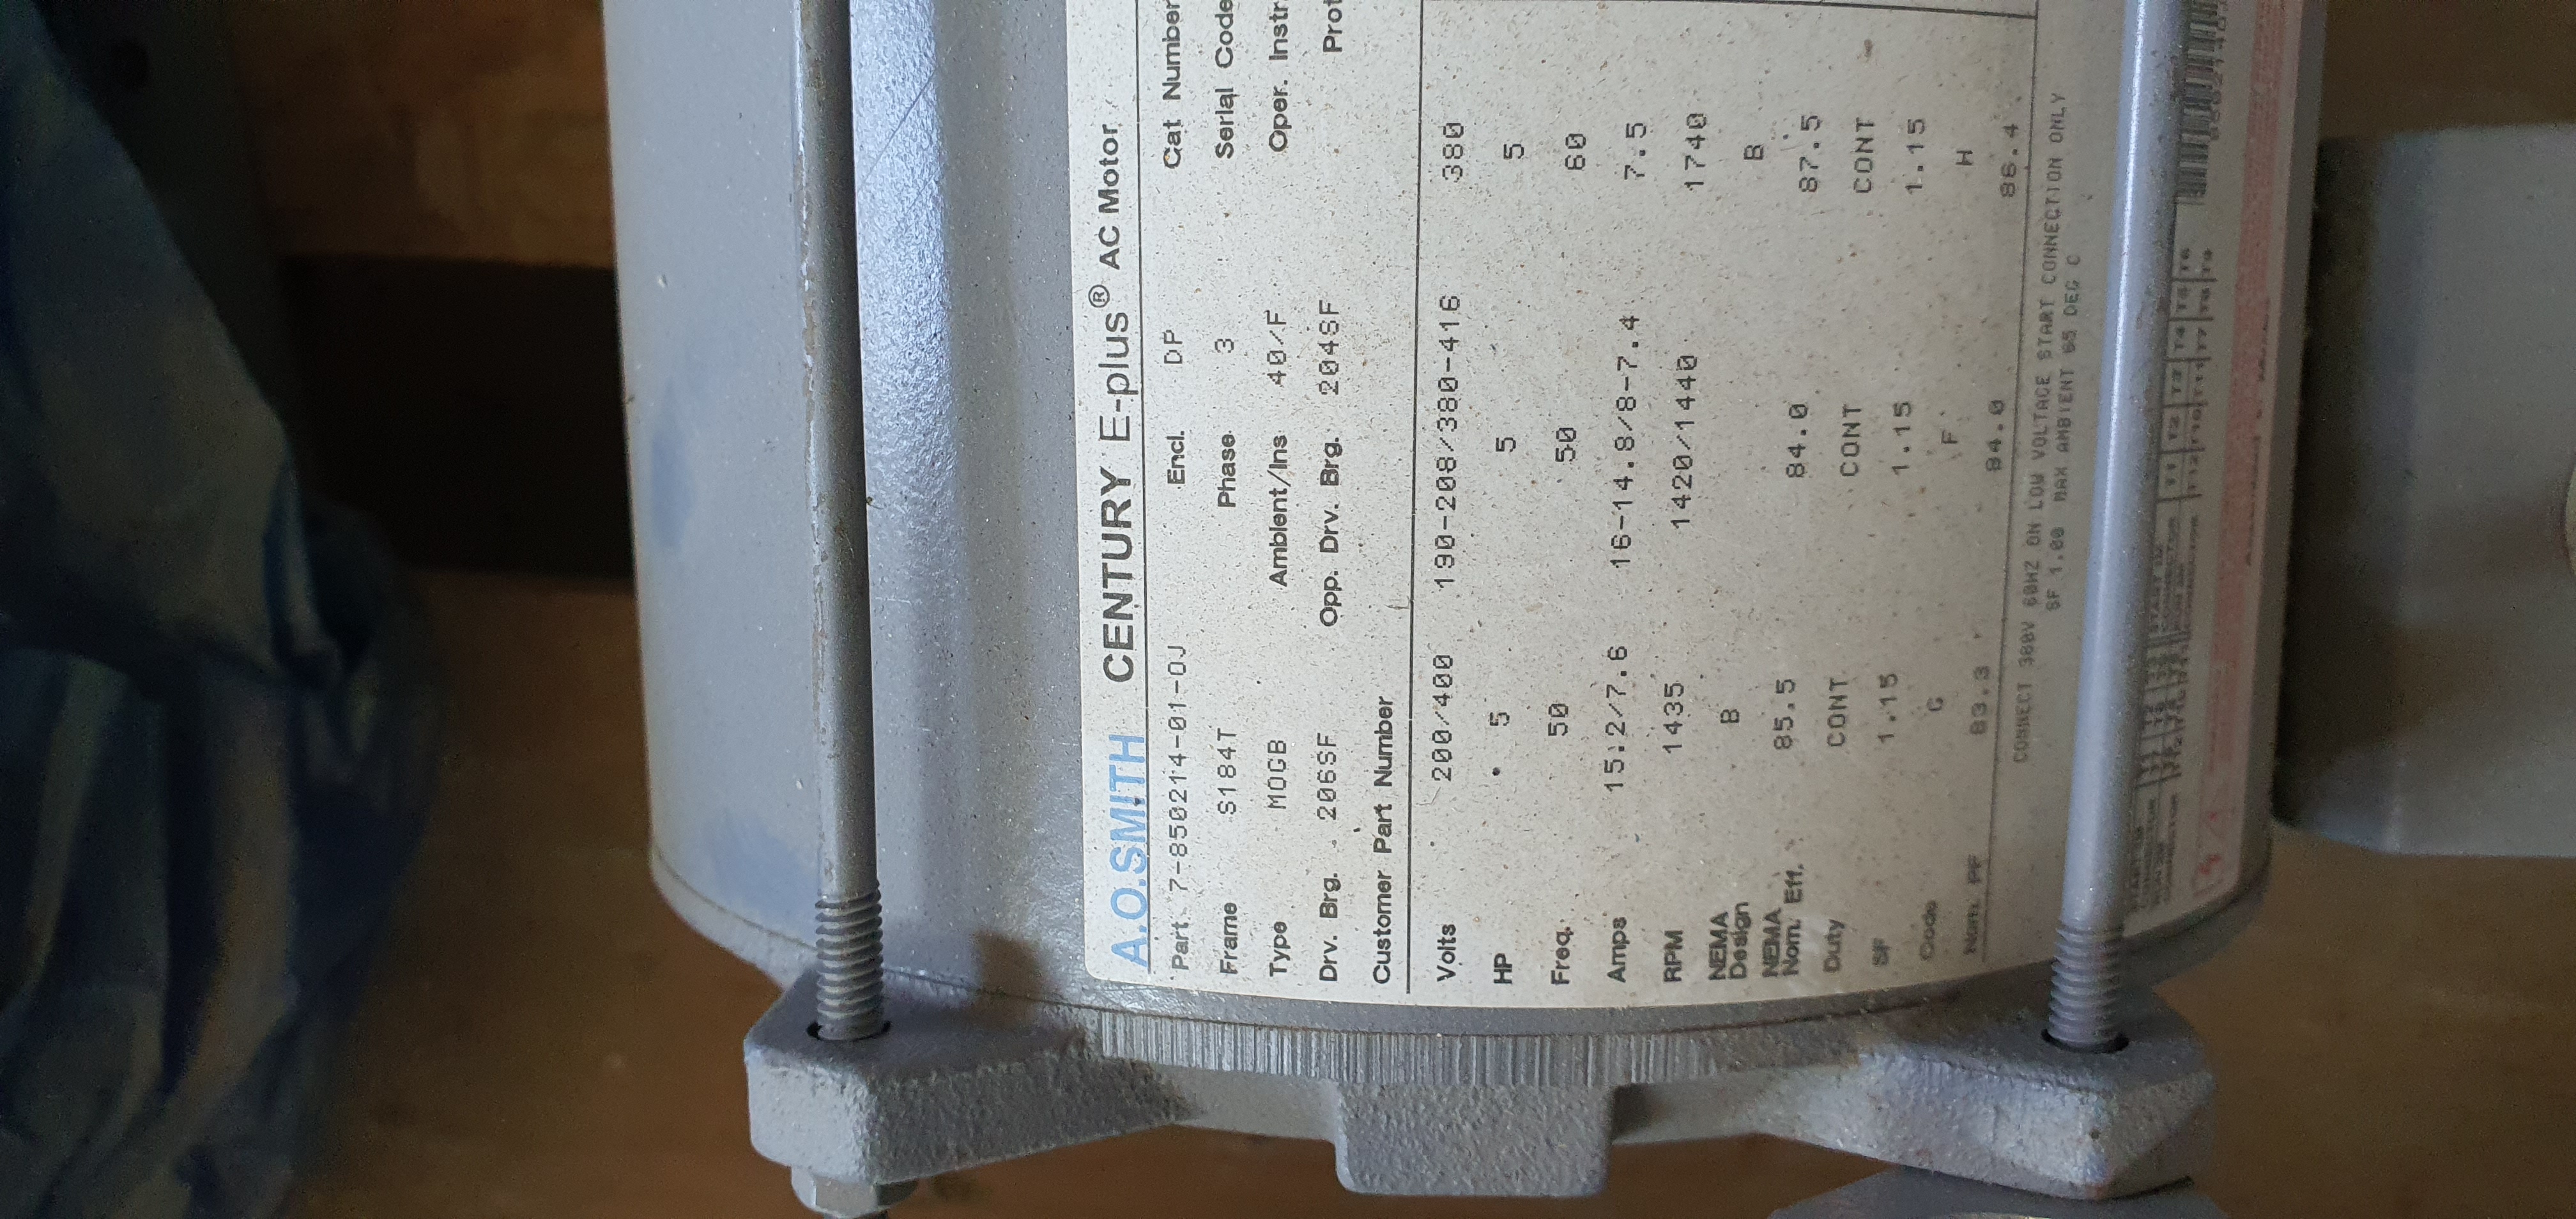 A.O.SMITH CENTURY E-plus® AC Motor
Part 7-850214-01-OJ Encl. DP Cat Number
Frame S184T Phase 3 Serial Code
Type MOGB Ambient/Ins 40/F Oper. Instr
Drv. Brg. 206SF Opp. Drv. Brg. 204SF Prot
Customer Part Number
Volts 200/400 190-208/380-416 380
HP 5 5 5
Freq. 50 50 60
Amps 15.2/7.6 16-14.8/8-7.4 7.5
RPM 1435 1420/1440 1740
NEMA
Design B B
NEMA
Nom. Eff. 85.5 84.0 87.5
Duty CONT CONT CONT
SF 1.15 1.15 1.15
Code G F H
Nom. PF 83.3 84.0 86.4
CONNECT 380V 60HZ ON LOW VOLTAGE START CONNECTION ONLY
SF 1.00 MAX AMBIENT 65 DEG C